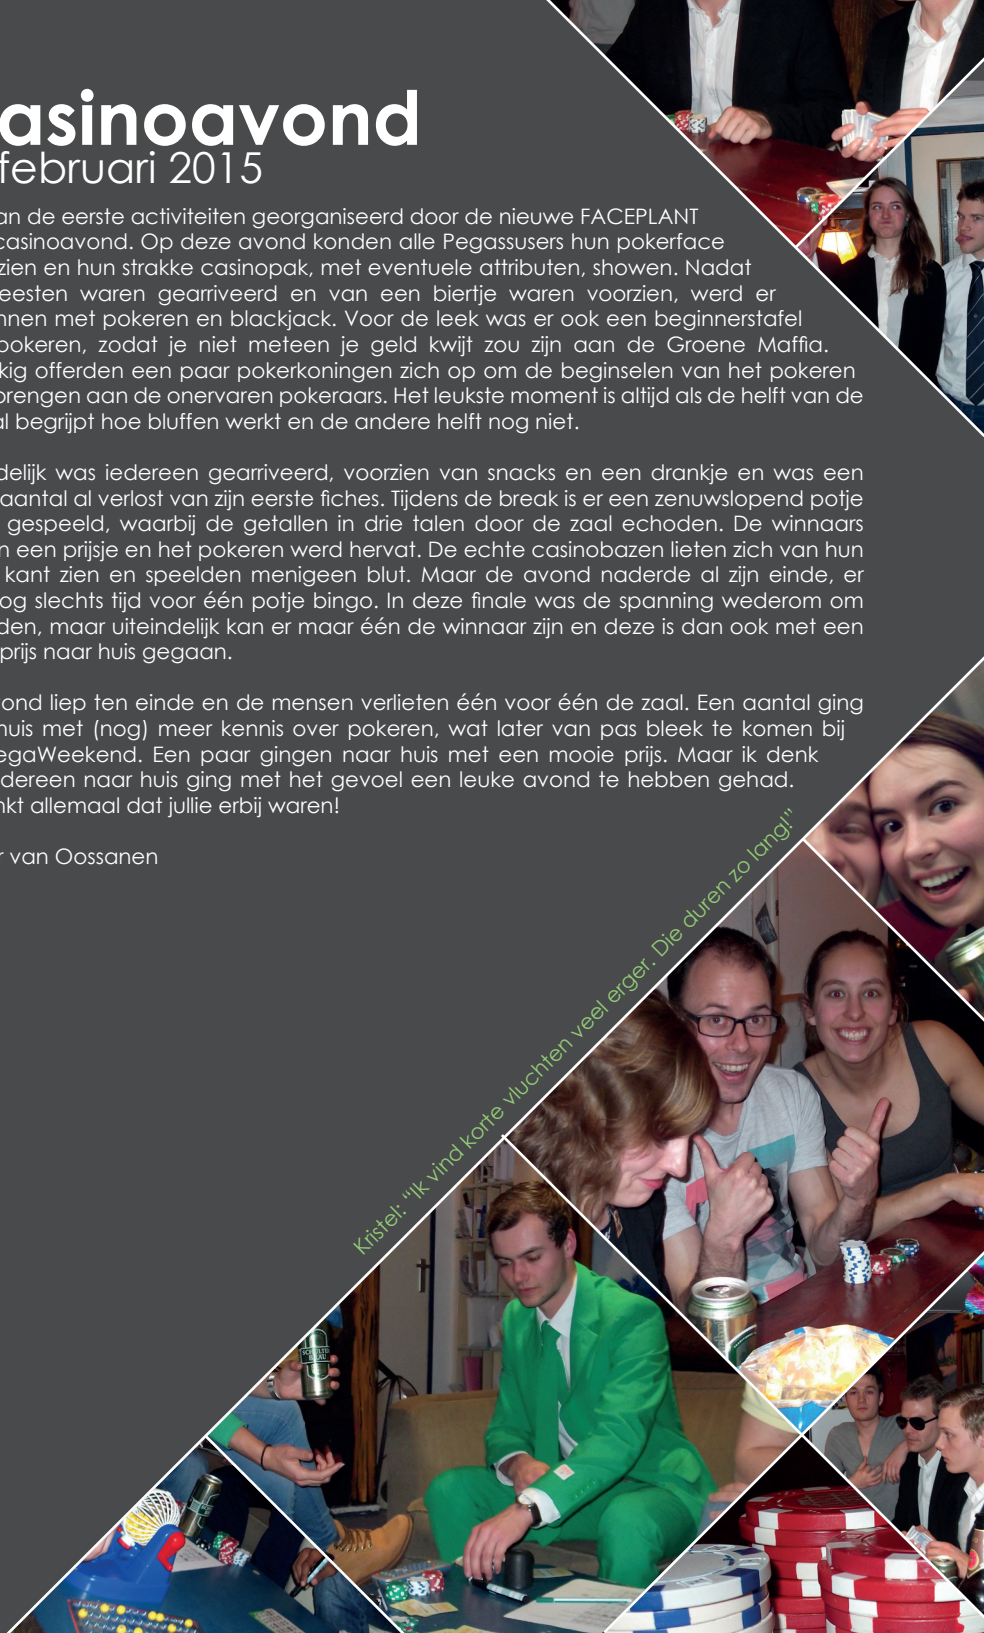 asinoavond
februari 2015
an de eerste activiteiten georganiseerd door de nieuwe FACEPLANT
casinoavond. Op deze avond konden alle Pegassusers hun pokerface
zien en hun strakke casinopak, met eventuele attributen, showen. Nadat
eesten waren gearriveerd en van een biertje waren voorzien, werd er
nnen met pokeren en blackjack. Voor de leek was er ook een beginnerstafel
pokeren, zodat je niet meteen je geld kwijt zou zijn aan de Groene Maffia.
kig offerden een paar pokerkoningen zich op om de beginselen van het pokeren
brengen aan de onervaren pokeraars. Het leukste moment is altijd als de helft van de
al begrijpt hoe bluffen werkt en de andere helft nog niet.
delijk was iedereen gearriveerd, voorzien van snacks en een drankje en was een
aantal al verlost van zijn eerste fiches. Tijdens de break is er een zenuwslopend potje
gespeeld, waarbij de getallen in drie talen door de zaal echoden. De winnaars
n een prijsje en het pokeren werd hervat. De echte casinobazen lieten zich van hun
kant zien en speelden menigeen blut. Maar de avond naderde al zijn einde, er
og slechts tijd voor één potje bingo. In deze finale was de spanning wederom om
den, maar uiteindelijk kan er maar één de winnaar zijn en deze is dan ook met een
prijs naar huis gegaan.
ond liep ten einde en de mensen verlieten één voor één de zaal. Een aantal ging
huis met (nog) meer kennis over pokeren, wat later van pas bleek te komen bij
egaWeekend. Een paar gingen naar huis met een mooie prijs. Maar ik denk
dereen naar huis ging met het gevoel een leuke avond te hebben gehad.
nkt allemaal dat jullie erbij waren!
r van Oossanen
Kristel: "Ik vind korte vluchten veel erger. Die duren zo lang!"